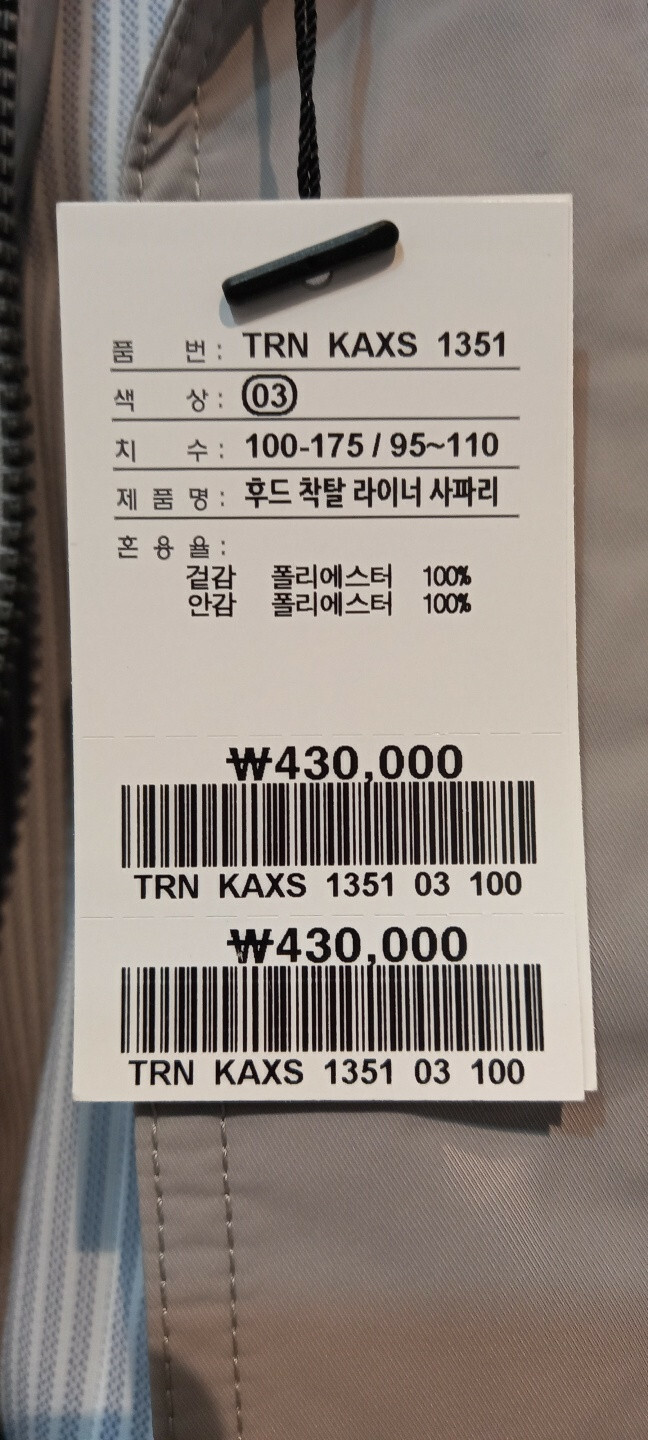 품 번 : TRN KAXS 1351
색 상 : 03
치 수 : 100-175 / 95~110
제 품 명 : 후드 착탈 라이너 사파리
혼 용 율 :
겉감 폴리에스터 100%
안감 폴리에스터 100%
₩430,000
TRN KAXS 1351 03 100
₩430,000
TRN KAXS 1351 03 100